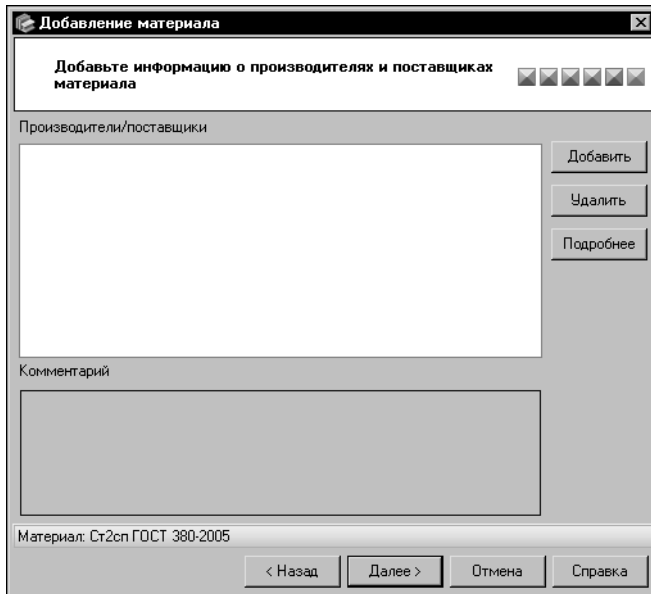 Добавление материала
Добавьте информацию о производителях и поставщиках
материала
Производители/поставщики
Добавить
Удалить
Подробнее
Комментарий
Материал: Ст2сп ГОСТ 380-2005
< Назад
Далее >
Отмена
Справка